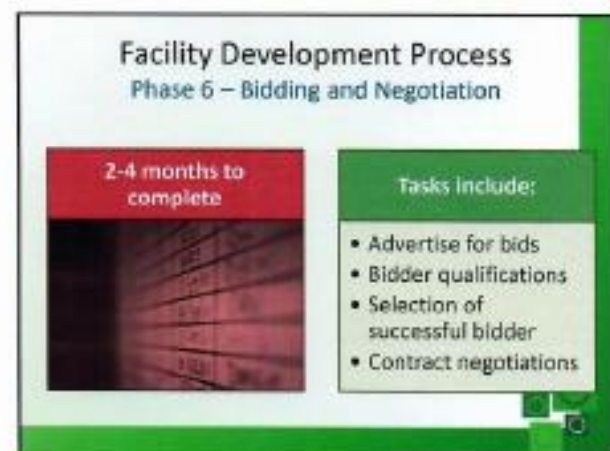 Facility Development Process
Phase 6 – Bidding and Negotiation
2-4 months to
complete
Tasks include:
• Advertise for bids
• Bidder qualifications
• Selection of
successful bidder
• Contract negotiations